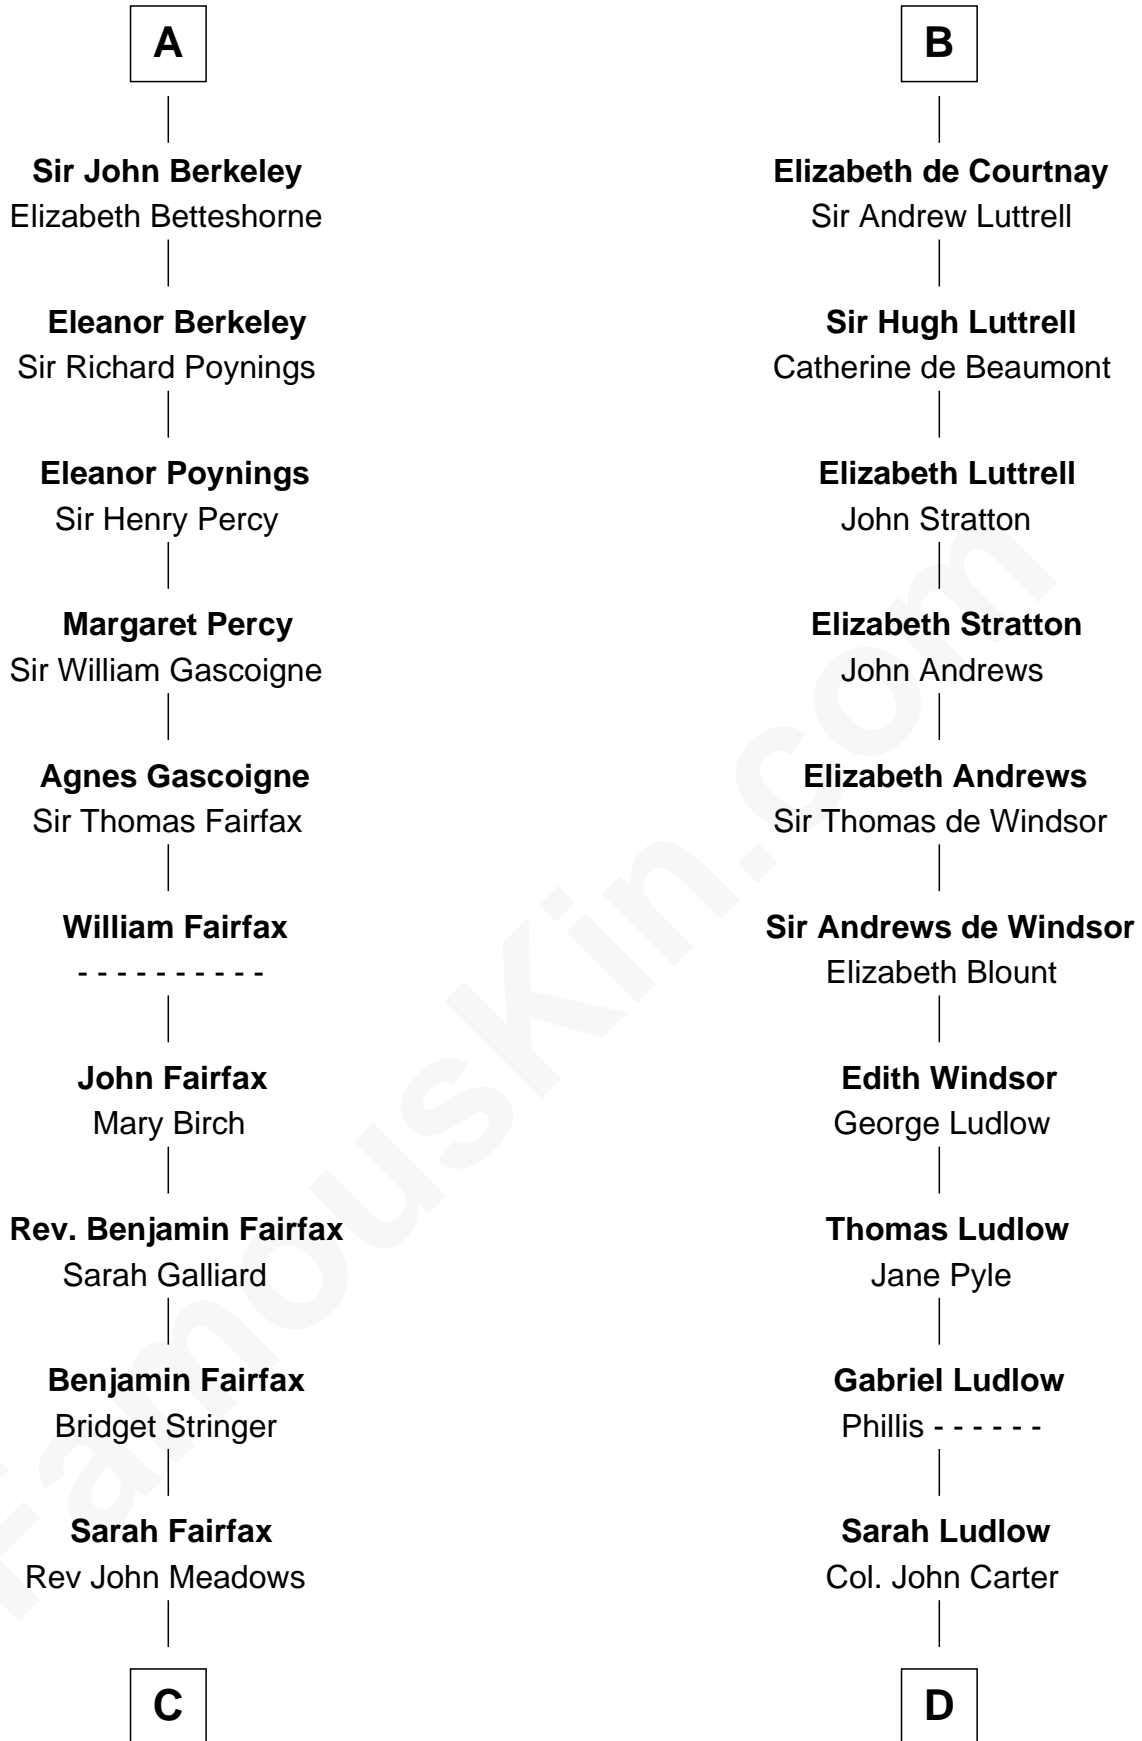 A
Sir John Berkeley
Elizabeth Betteshorne
Eleanor Berkeley
Sir Richard Poynings
Eleanor Poynings
Sir Henry Percy
Margaret Percy
Sir William Gascoigne
Agnes Gascoigne
Sir Thomas Fairfax
William Fairfax
- - - - - - - - - -
John Fairfax
Mary Birch
Rev. Benjamin Fairfax
Sarah Galliard
Benjamin Fairfax
Bridget Stringer
Sarah Fairfax
Rev John Meadows
C
B
Elizabeth de Courtnay
Sir Andrew Luttrell
Sir Hugh Luttrell
Catherine de Beaumont
Elizabeth Luttrell
John Stratton
Elizabeth Stratton
John Andrews
Elizabeth Andrews
Sir Thomas de Windsor
Sir Andrews de Windsor
Elizabeth Blount
Edith Windsor
George Ludlow
Thomas Ludlow
Jane Pyle
Gabriel Ludlow
Phillis - - - - - -
Sarah Ludlow
Col. John Carter
D
FamousKin.com